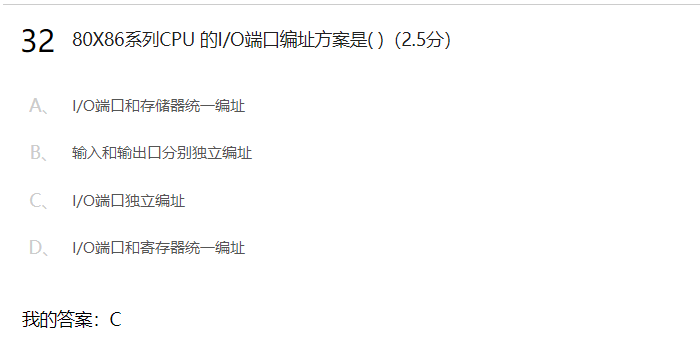 32 80X86系列CPU 的I/O端口编址方案是( )（2.5分）
A、 I/O端口和存储器统一编址
B、 输入和输出口分别独立编址
C、 I/O端口独立编址
D、 I/O端口和寄存器统一编址
我的答案：C